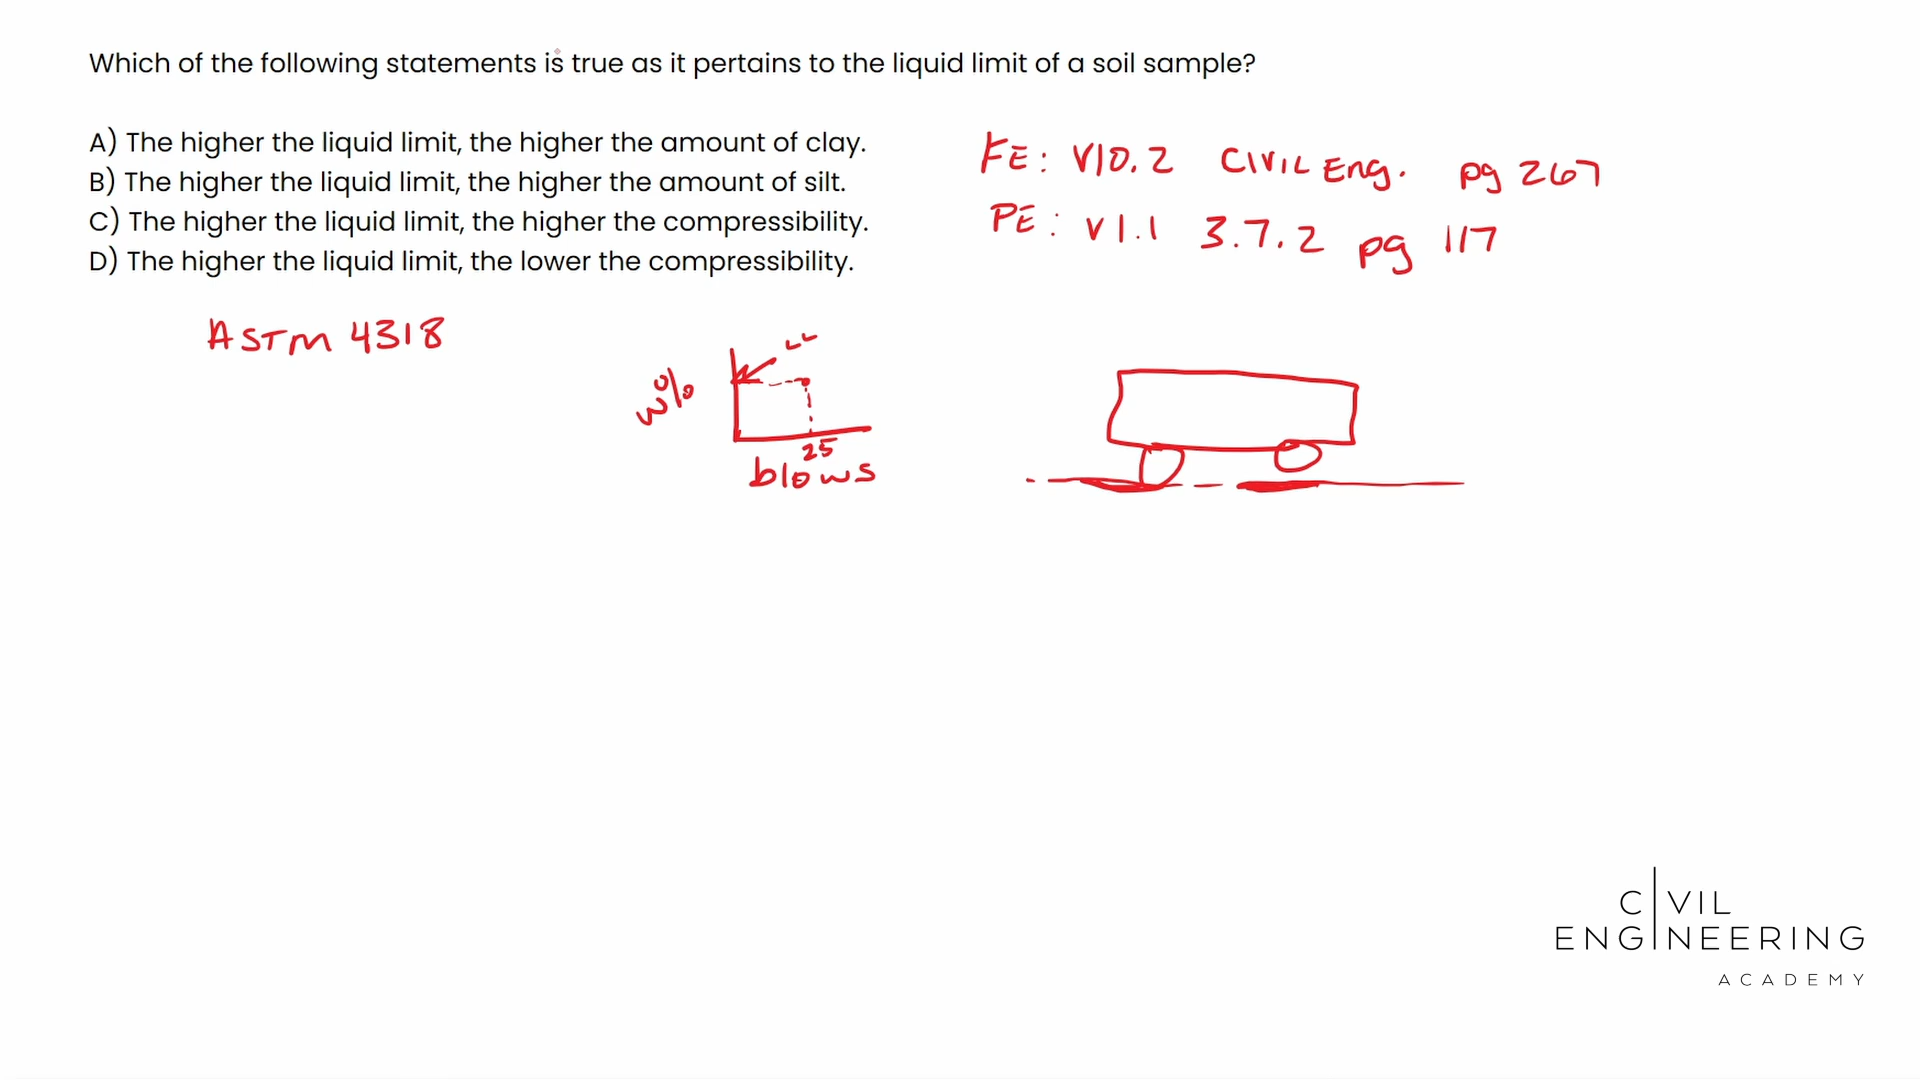 Which of the following statements is true as it pertains to the liquid limit of a soil sample?
A) The higher the liquid limit, the higher the amount of clay.
B) The higher the liquid limit, the higher the amount of silt.
C) The higher the liquid limit, the higher the compressibility.
D) The higher the liquid limit, the lower the compressibility.
FE: V10.2 CIVIL Eng. pg 267
PE: V1.1 3.7.2 pg 117
ASTM 4318
LL
w%
25
blows
CIVIL
ENGINEERING
ACADEMY